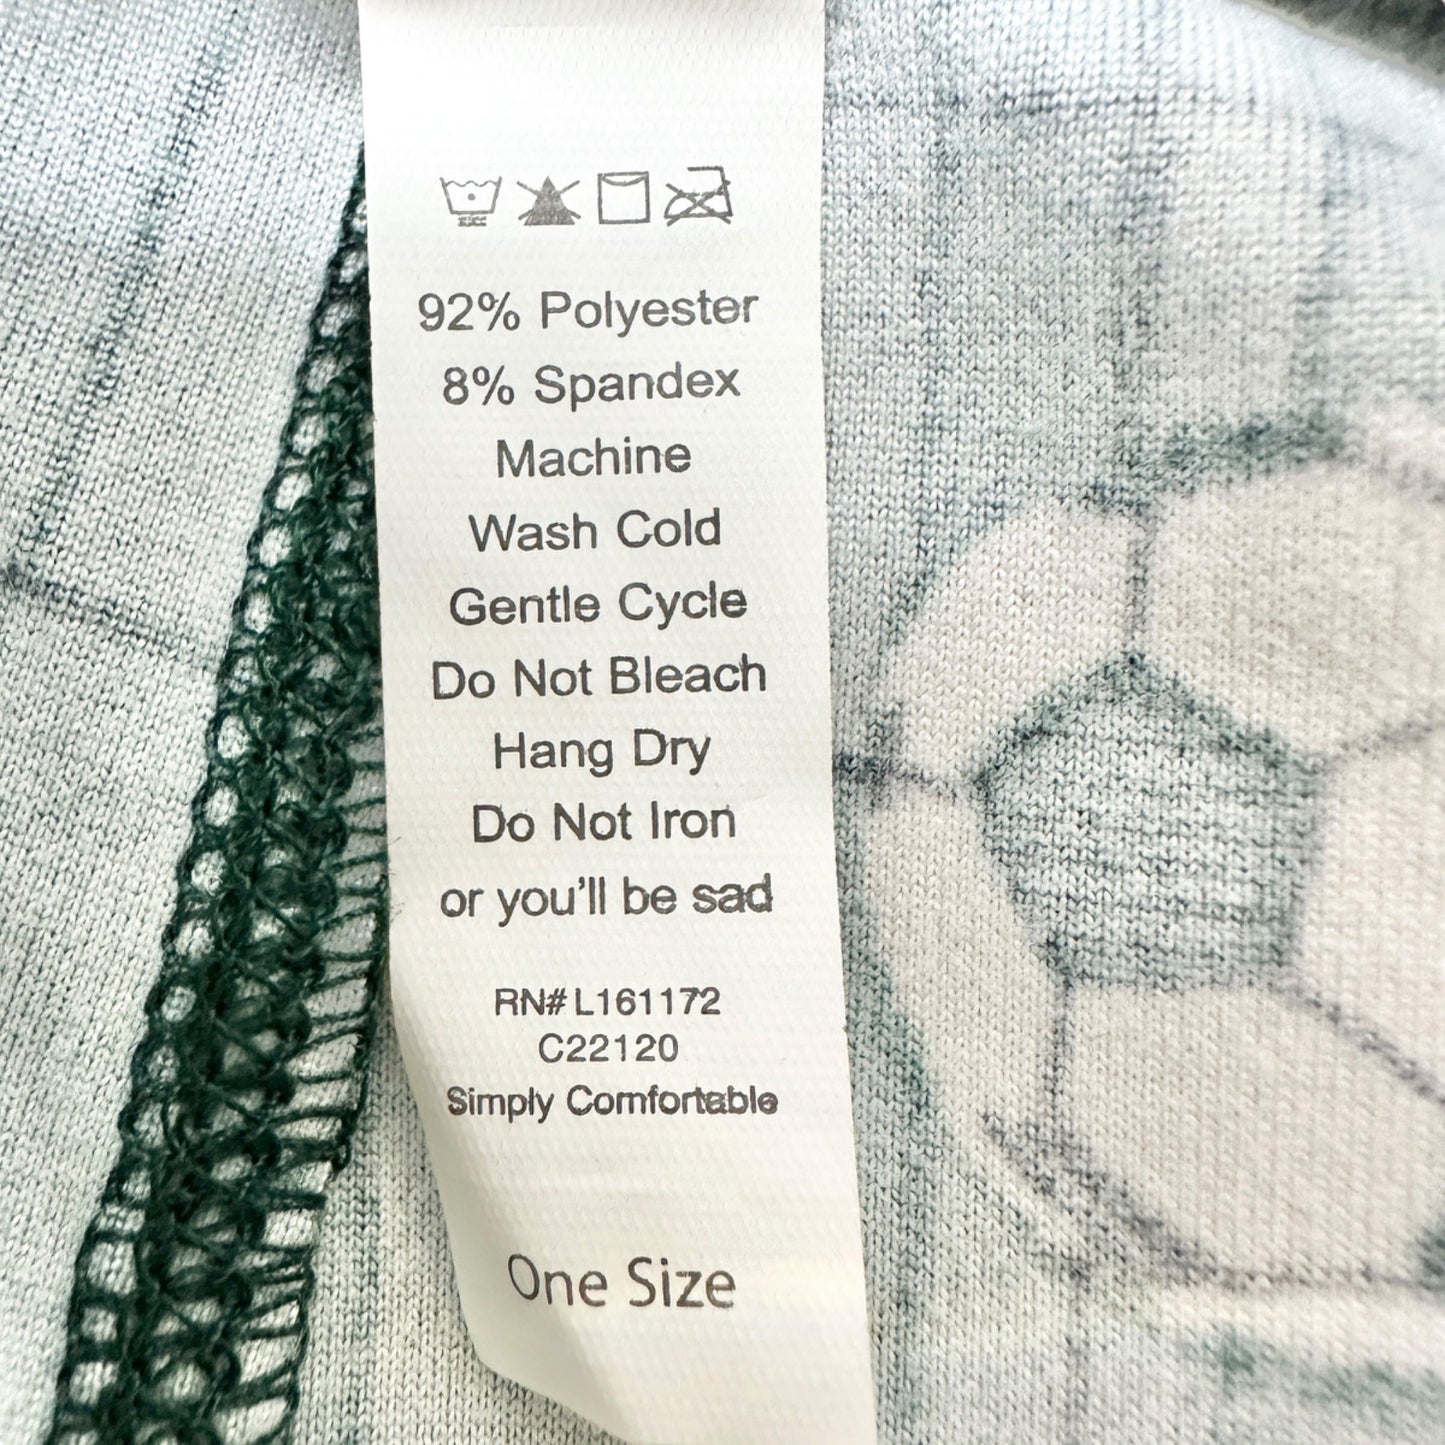 92% Polyester
8% Spandex
Machine
Wash Cold
Gentle Cycle
Do Not Bleach
Hang Dry
Do Not Iron
or you'll be sad
RN# L161172
C22120
Simply Comfortable
One Size